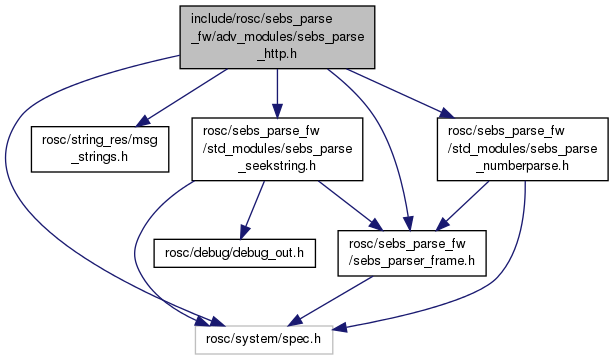 include/rosc/sebs_parse
_fw/adv_modules/sebs_parse
_http.h
rosc/string_res/msg
_strings.h
rosc/sebs_parse_fw
/std_modules/sebs_parse
_seekstring.h
rosc/sebs_parse_fw
/std_modules/sebs_parse
_numberparse.h
rosc/debug/debug_out.h
rosc/sebs_parse_fw
/sebs_parser_frame.h
rosc/system/spec.h